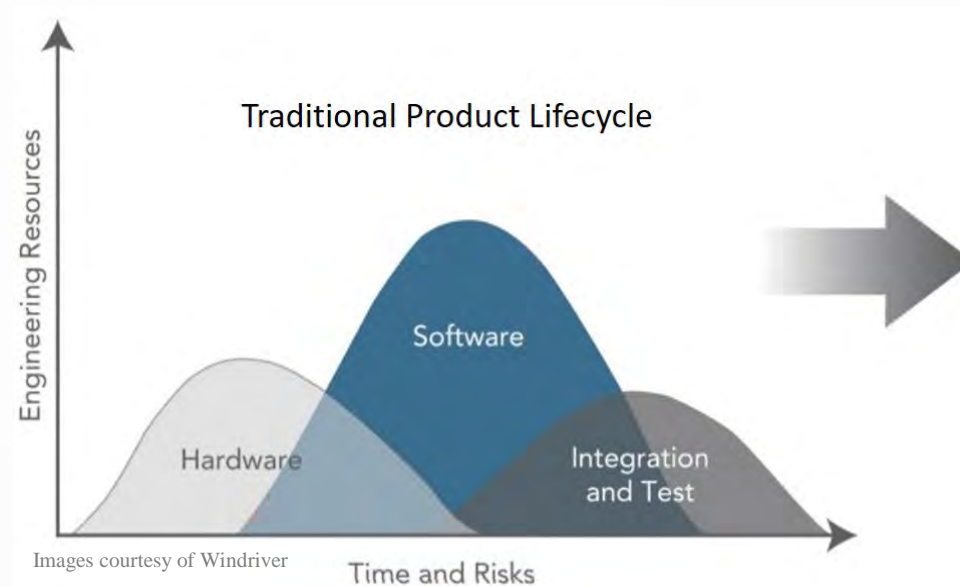 Traditional Product Lifecycle
Engineering Resources
Software
Hardware
Integration
and Test
Images courtesy of Windriver
Time and Risks